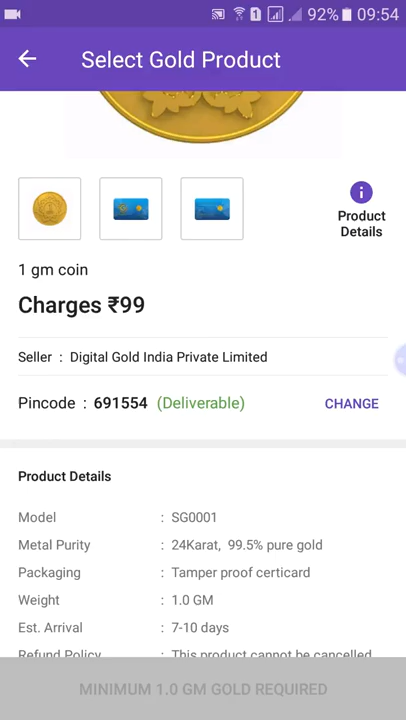 92% 09:54
Select Gold Product
Product
Details
1 gm coin
Charges ₹99
Seller : Digital Gold India Private Limited
Pincode : 691554 (Deliverable) CHANGE
Product Details
Model : SG0001
Metal Purity : 24Karat, 99.5% pure gold
Packaging : Tamper proof certicard
Weight : 1.0 GM
Est. Arrival : 7-10 days
Refund Policy : This product cannot be cancelled
MINIMUM 1.0 GM GOLD REQUIRED